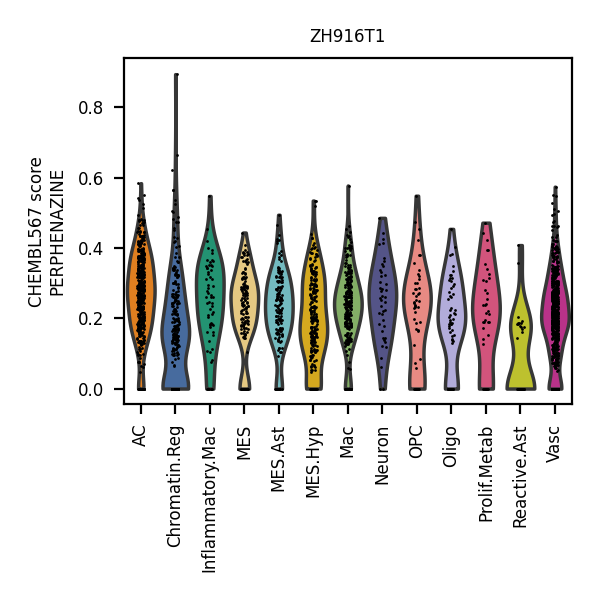 ZH916T1
CHEMBL567 score
PERPHENAZINE
0.8
0.6
0.4
0.2
0.0
AC
Chromatin.Reg
Inflammatory.Mac
MES
MES.Ast
MES.Hyp
Mac
Neuron
OPC
Oligo
Prolif.Metab
Reactive.Ast
Vasc